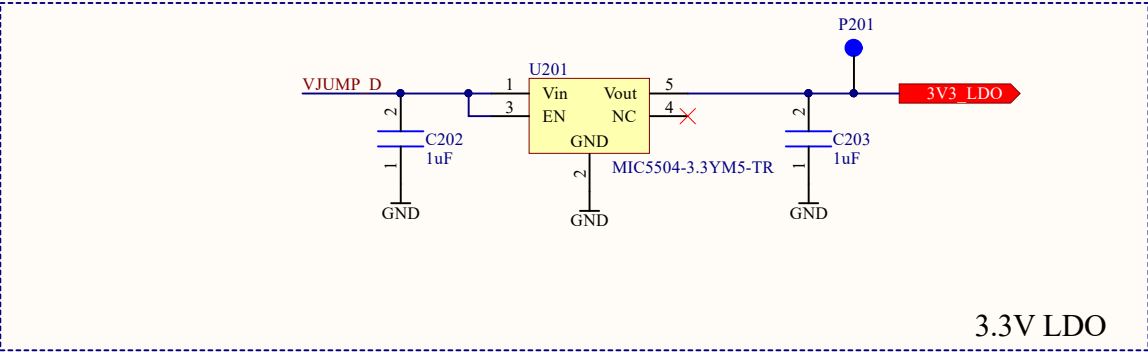 P201
U201
VJUMP_D
1
Vin
Vout
5
3V3_LDO
3
EN
NC
4
2
C202
1uF
1
GND
GND
2
MIC5504-3.3YM5-TR
GND
2
C203
1uF
1
GND
3.3V LDO